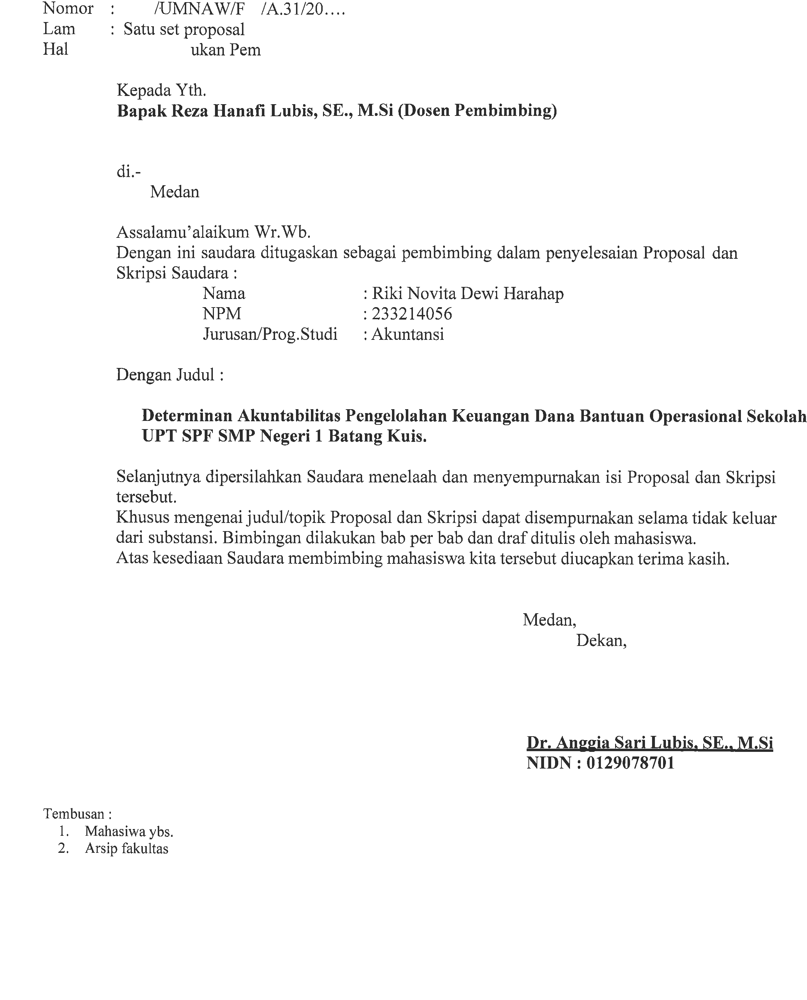 Nomor : /UMNAW/F /A.31/20....
Lam : Satu set proposal
Hal ukan Pem
Kepada Yth.
Bapak Reza Hanafi Lubis, SE., M.Si (Dosen Pembimbing)
di.-
Medan
Assalamu'alaikum Wr.Wb.
Dengan ini saudara ditugaskan sebagai pembimbing dalam penyelesaian Proposal dan
Skripsi Saudara :
Nama : Riki Novita Dewi Harahap
NPM : 233214056
Jurusan/Prog.Studi : Akuntansi
Dengan Judul :
Determinan Akuntabilitas Pengelolahan Keuangan Dana Bantuan Operasional Sekolah
UPT SPF SMP Negeri 1 Batang Kuis.
Selanjutnya dipersilahkan Saudara menelaah dan menyempurnakan isi Proposal dan Skripsi
tersebut.
Khusus mengenai judul/topik Proposal dan Skripsi dapat disempurnakan selama tidak keluar
dari substansi. Bimbingan dilakukan bab per bab dan draf ditulis oleh mahasiswa.
Atas kesediaan Saudara membimbing mahasiswa kita tersebut diucapkan terima kasih.
Medan,
Dekan,
Dr. Anggia Sari Lubis, SE., M.Si
NIDN : 0129078701
Tembusan :
1. Mahasiwa ybs.
2. Arsip fakultas